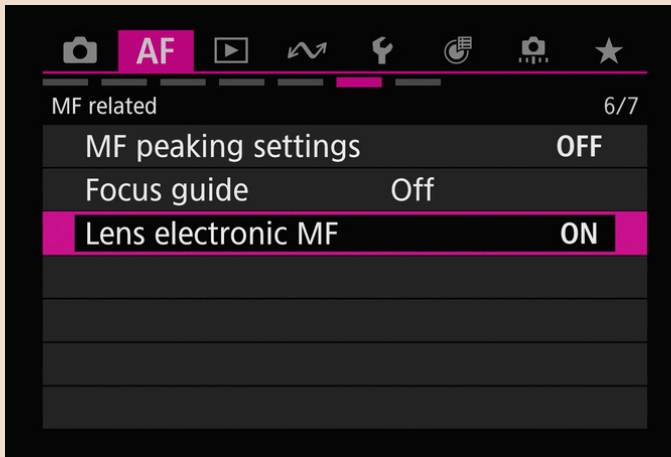 AF
MF related 6/7
MF peaking settings OFF
Focus guide Off
Lens electronic MF ON